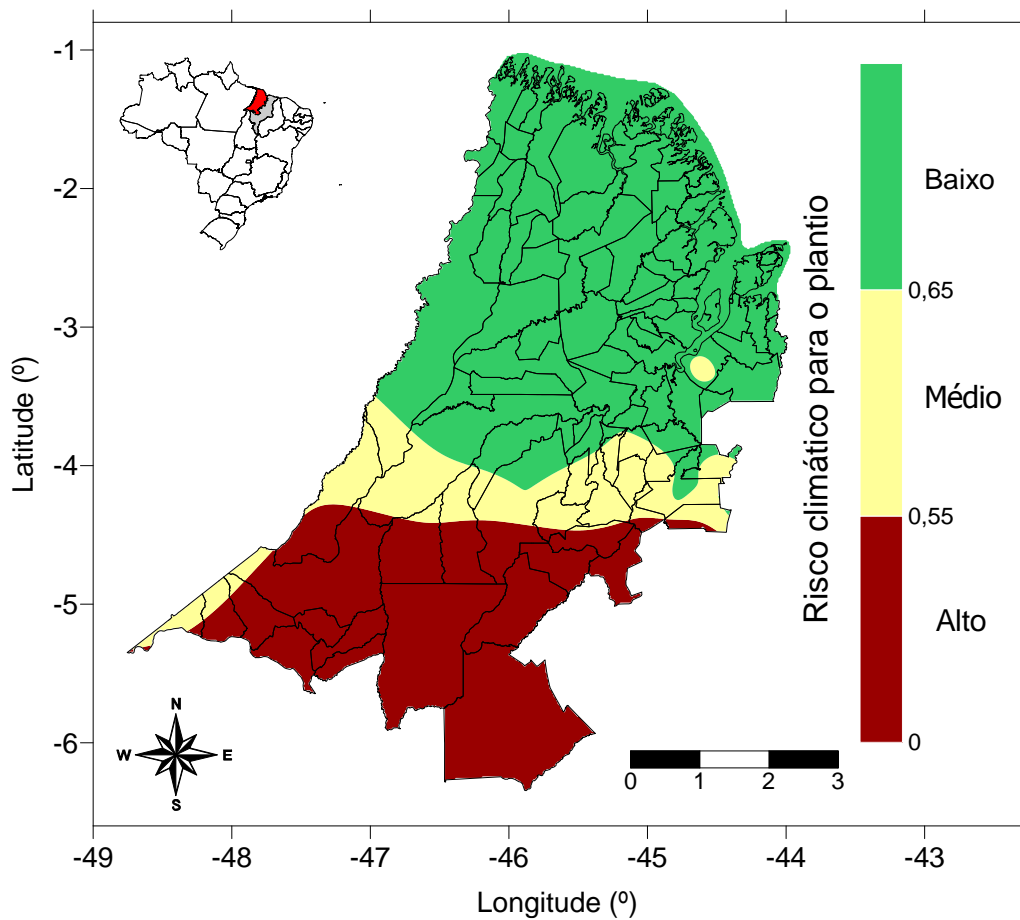 -1
-2
-3
-4
-5
-6
Latitude (º)
-49
-48
-47
-46
-45
-44
-43
Longitude (º)
N
W
E
S
0
1
2
3
Risco climático para o plantio
Baixo
0,65
Médio
0,55
Alto
0